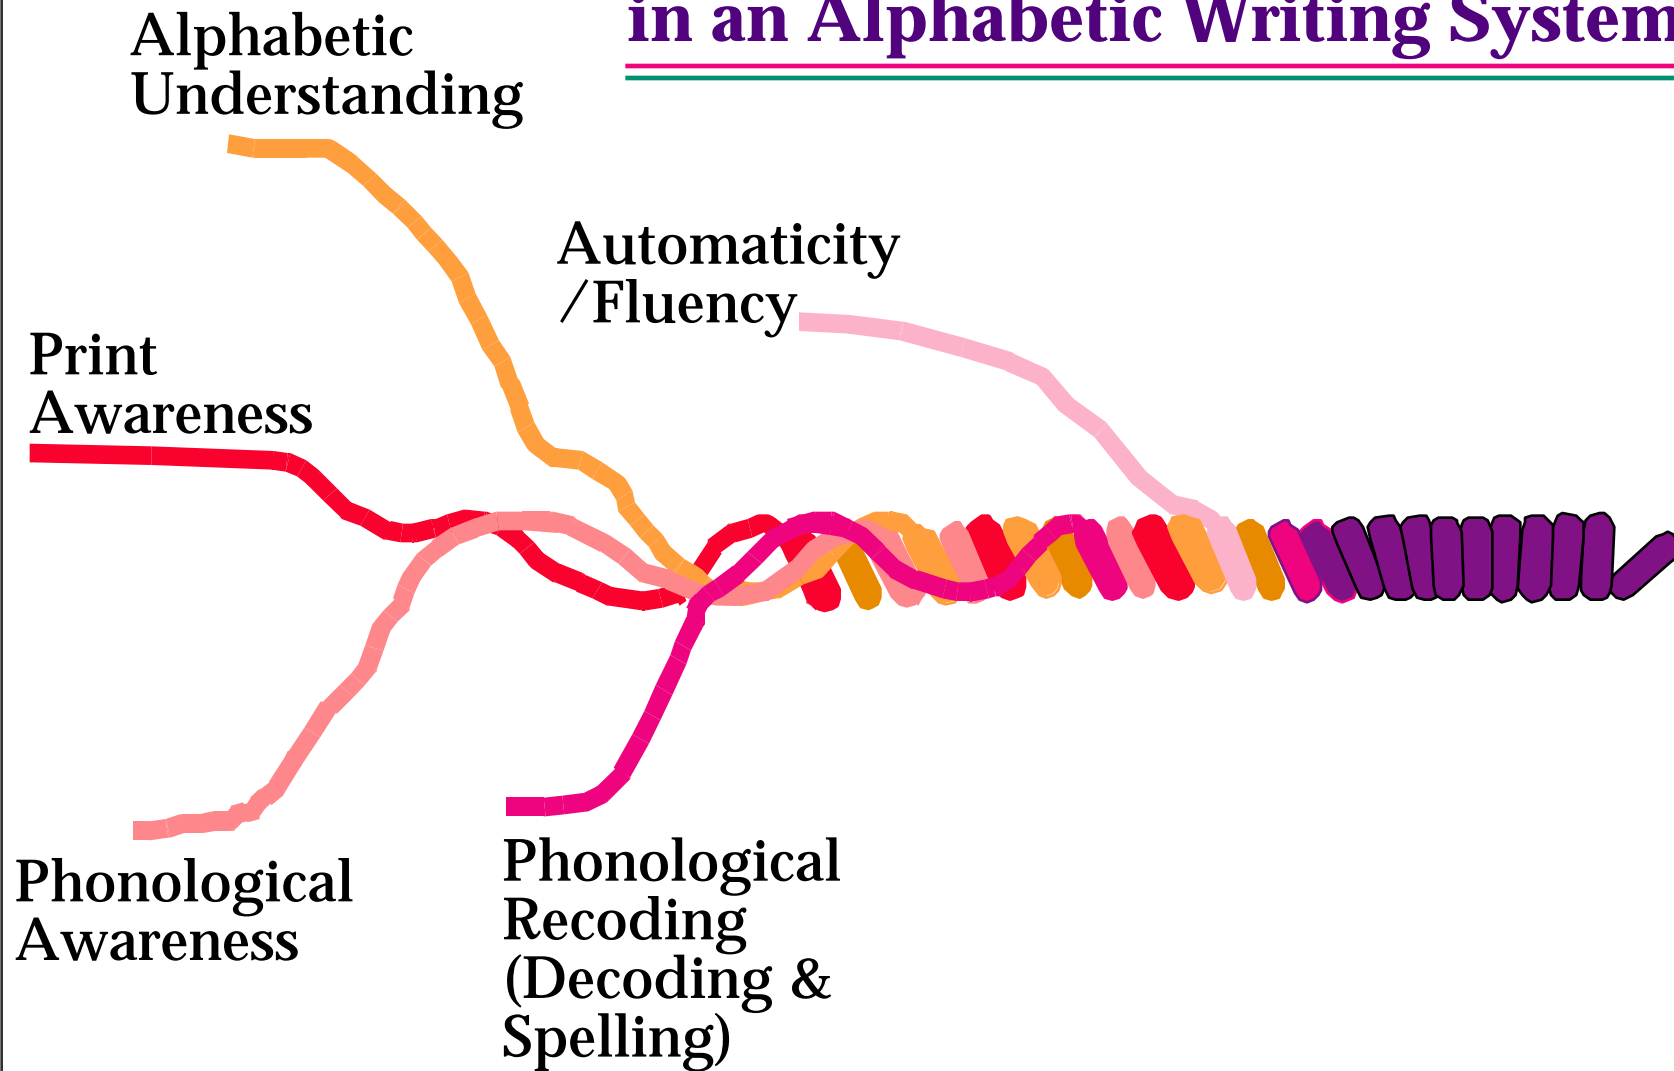 in an Alphabetic Writing System
Alphabetic
Understanding
Automaticity
/Fluency
Print
Awareness
Phonological
Awareness
Phonological
Recoding
(Decoding &
Spelling)